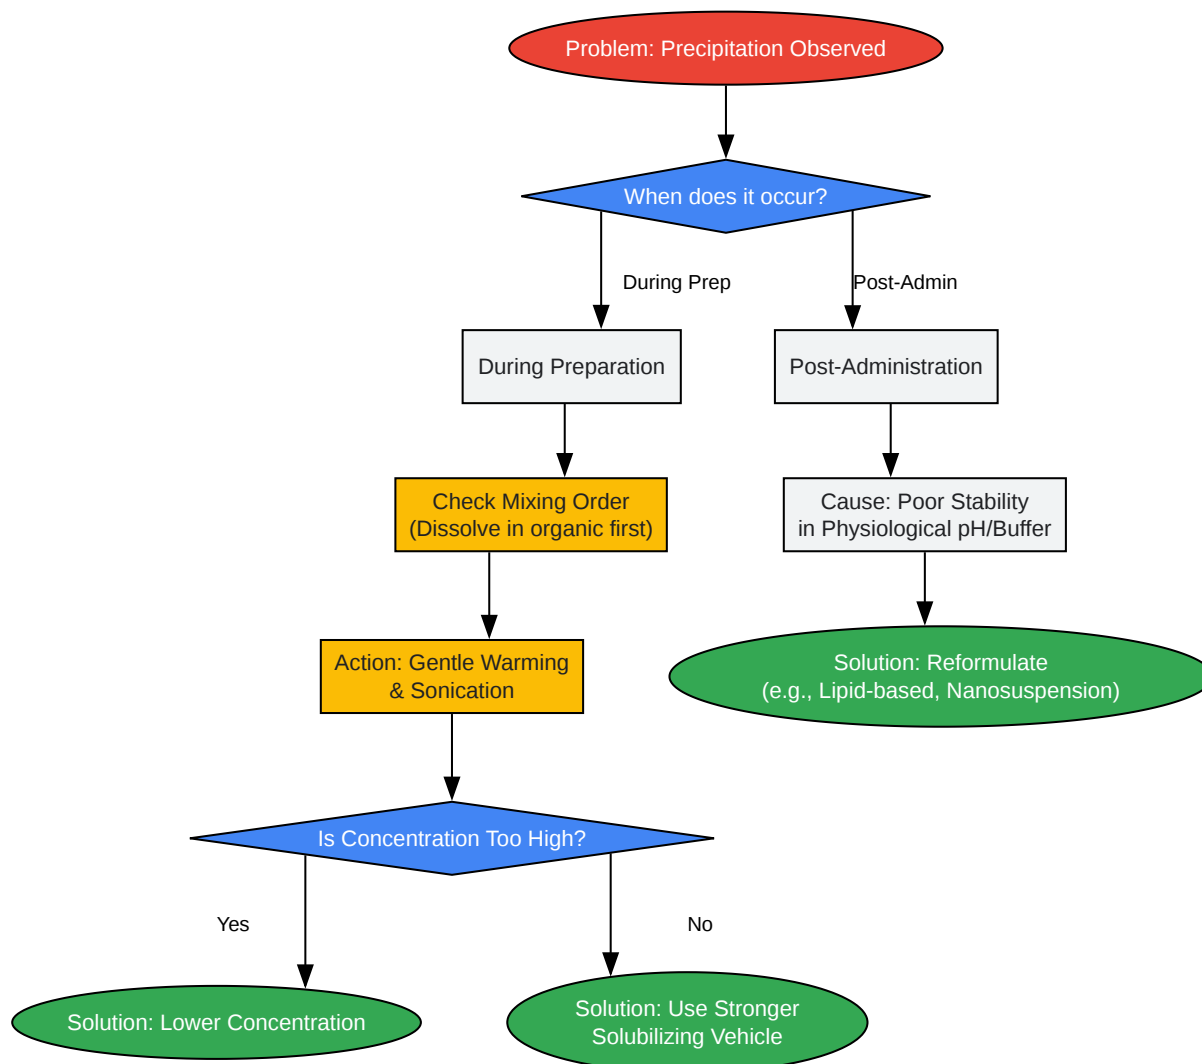 Problem: Precipitation Observed
When does it occur?
During Prep
Post-Admin
During Preparation
Post-Administration
Check Mixing Order
(Dissolve in organic first)
Cause: Poor Stability
in Physiological pH/Buffer
Action: Gentle Warming
& Sonication
Solution: Reformulate
(e.g., Lipid-based, Nanosuspension)
Is Concentration Too High?
Yes
No
Solution: Lower Concentration
Solution: Use Stronger
Solubilizing Vehicle